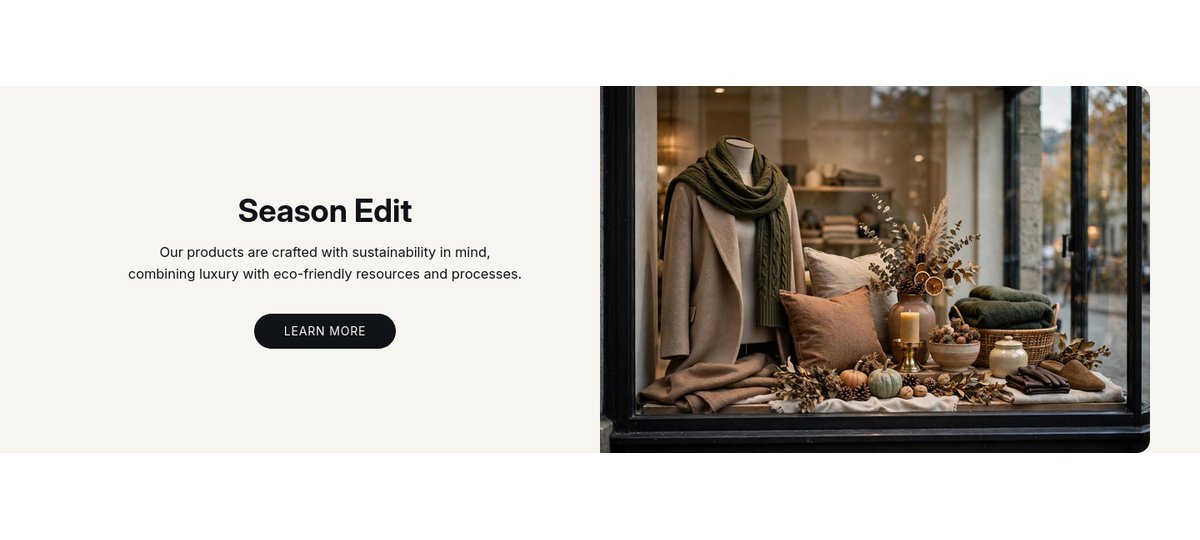 Season Edit
Our products are crafted with sustainability in mind,
combining luxury with eco-friendly resources and processes.
LEARN MORE